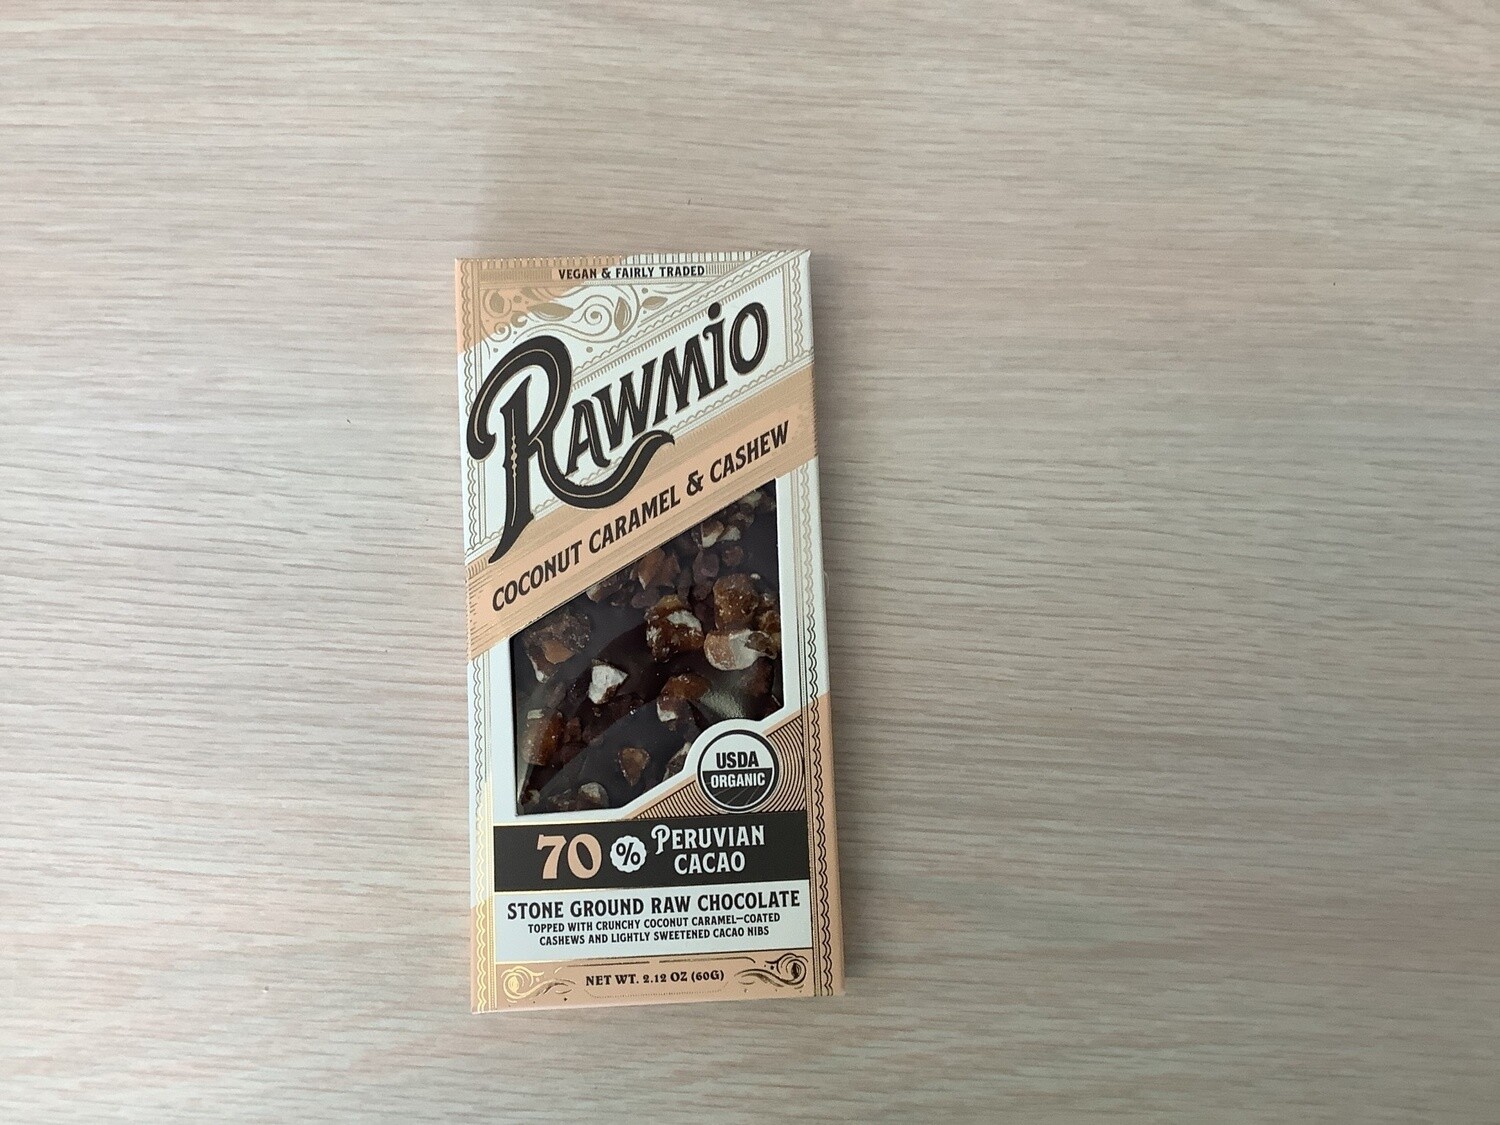 VEGAN & FAIRLY TRADED
RAWMIO
COCONUT CARAMEL & CASHEW
USDA
ORGANIC
70% PERUVIAN
CACAO
STONE GROUND RAW CHOCOLATE
TOPPED WITH CRUNCHY COCONUT CARAMEL–COATED
CASHEWS AND LIGHTLY SWEETENED CACAO NIBS
NET WT. 2.12 OZ (60G)